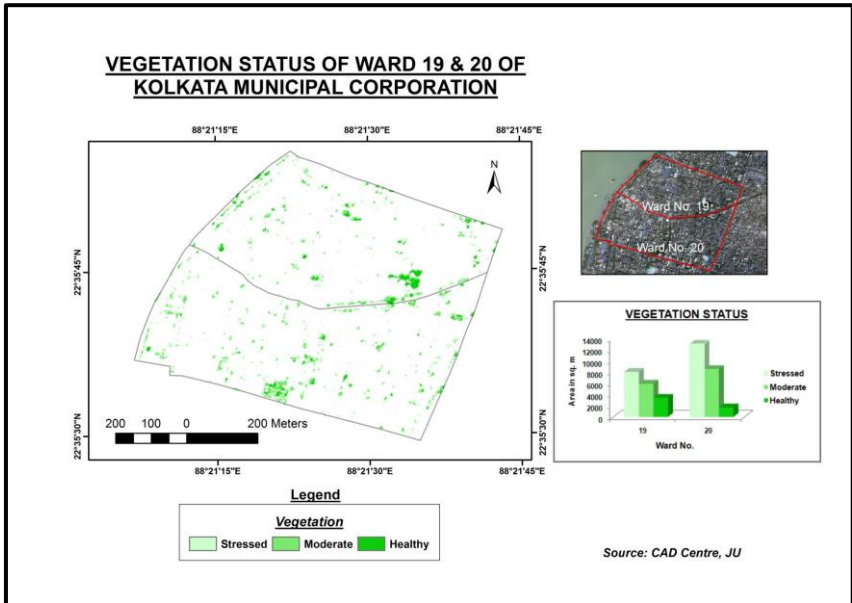 VEGETATION STATUS OF WARD 19 & 20 OF
KOLKATA MUNICIPAL CORPORATION
88°21'15"E
88°21'30"E
88°21'45"E
N
22°35'45"N
22°35'45"N
22°35'30"N
22°35'30"N
200 100 0 200 Meters
88°21'15"E
88°21'30"E
88°21'45"E
Ward No. 19
Ward No. 20
VEGETATION STATUS
Area in sq. m
14000
12000
10000
8000
6000
4000
2000
0
19
20
Ward No.
Stressed
Moderate
Healthy
Legend
Vegetation
Stressed Moderate Healthy
Source: CAD Centre, JU